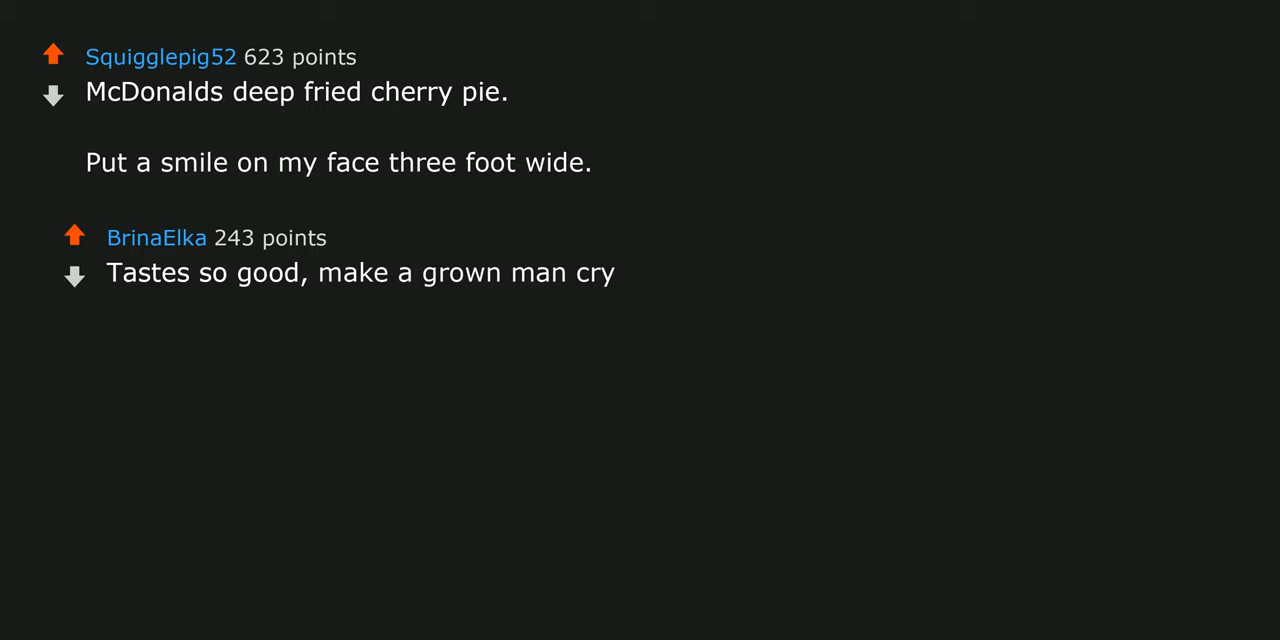 Squigglepig52 623 points
McDonalds deep fried cherry pie.
Put a smile on my face three foot wide.
BrinaElka 243 points
Tastes so good, make a grown man cry